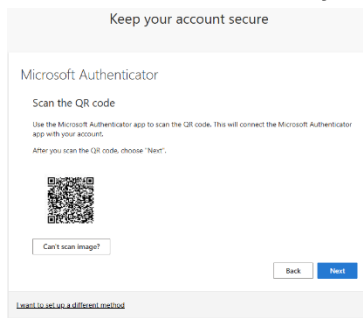 Keep your account secure
Microsoft Authenticator
Scan the QR code
Use the Microsoft Authenticator app to scan the QR code. This will connect the Microsoft Authenticator
app with your account.
After you scan the QR code, choose "Next".
Can't scan image?
Back Next
I want to set up a different method